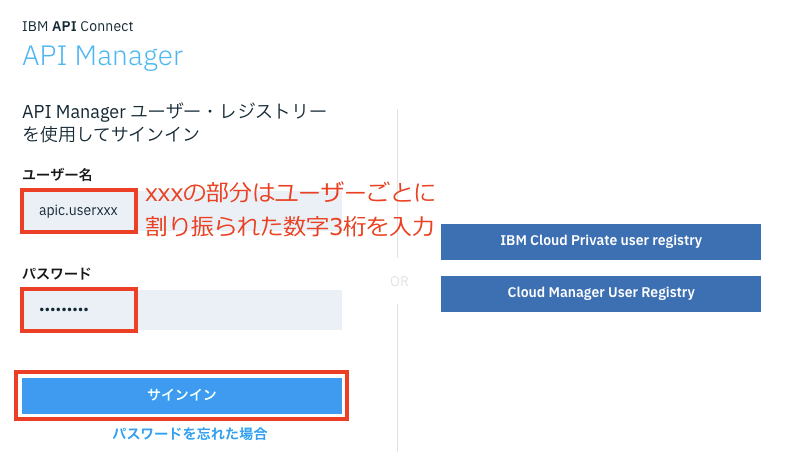 IBM API Connect
API Manager
API Manager ユーザー・レジストリー
を使用してサインイン
ユーザー名
apic.userxxx
xxxの部分はユーザーごとに
割り振られた数字3桁を入力
パスワード
•••••••••
サインイン
パスワードを忘れた場合
OR
IBM Cloud Private user registry
Cloud Manager User Registry